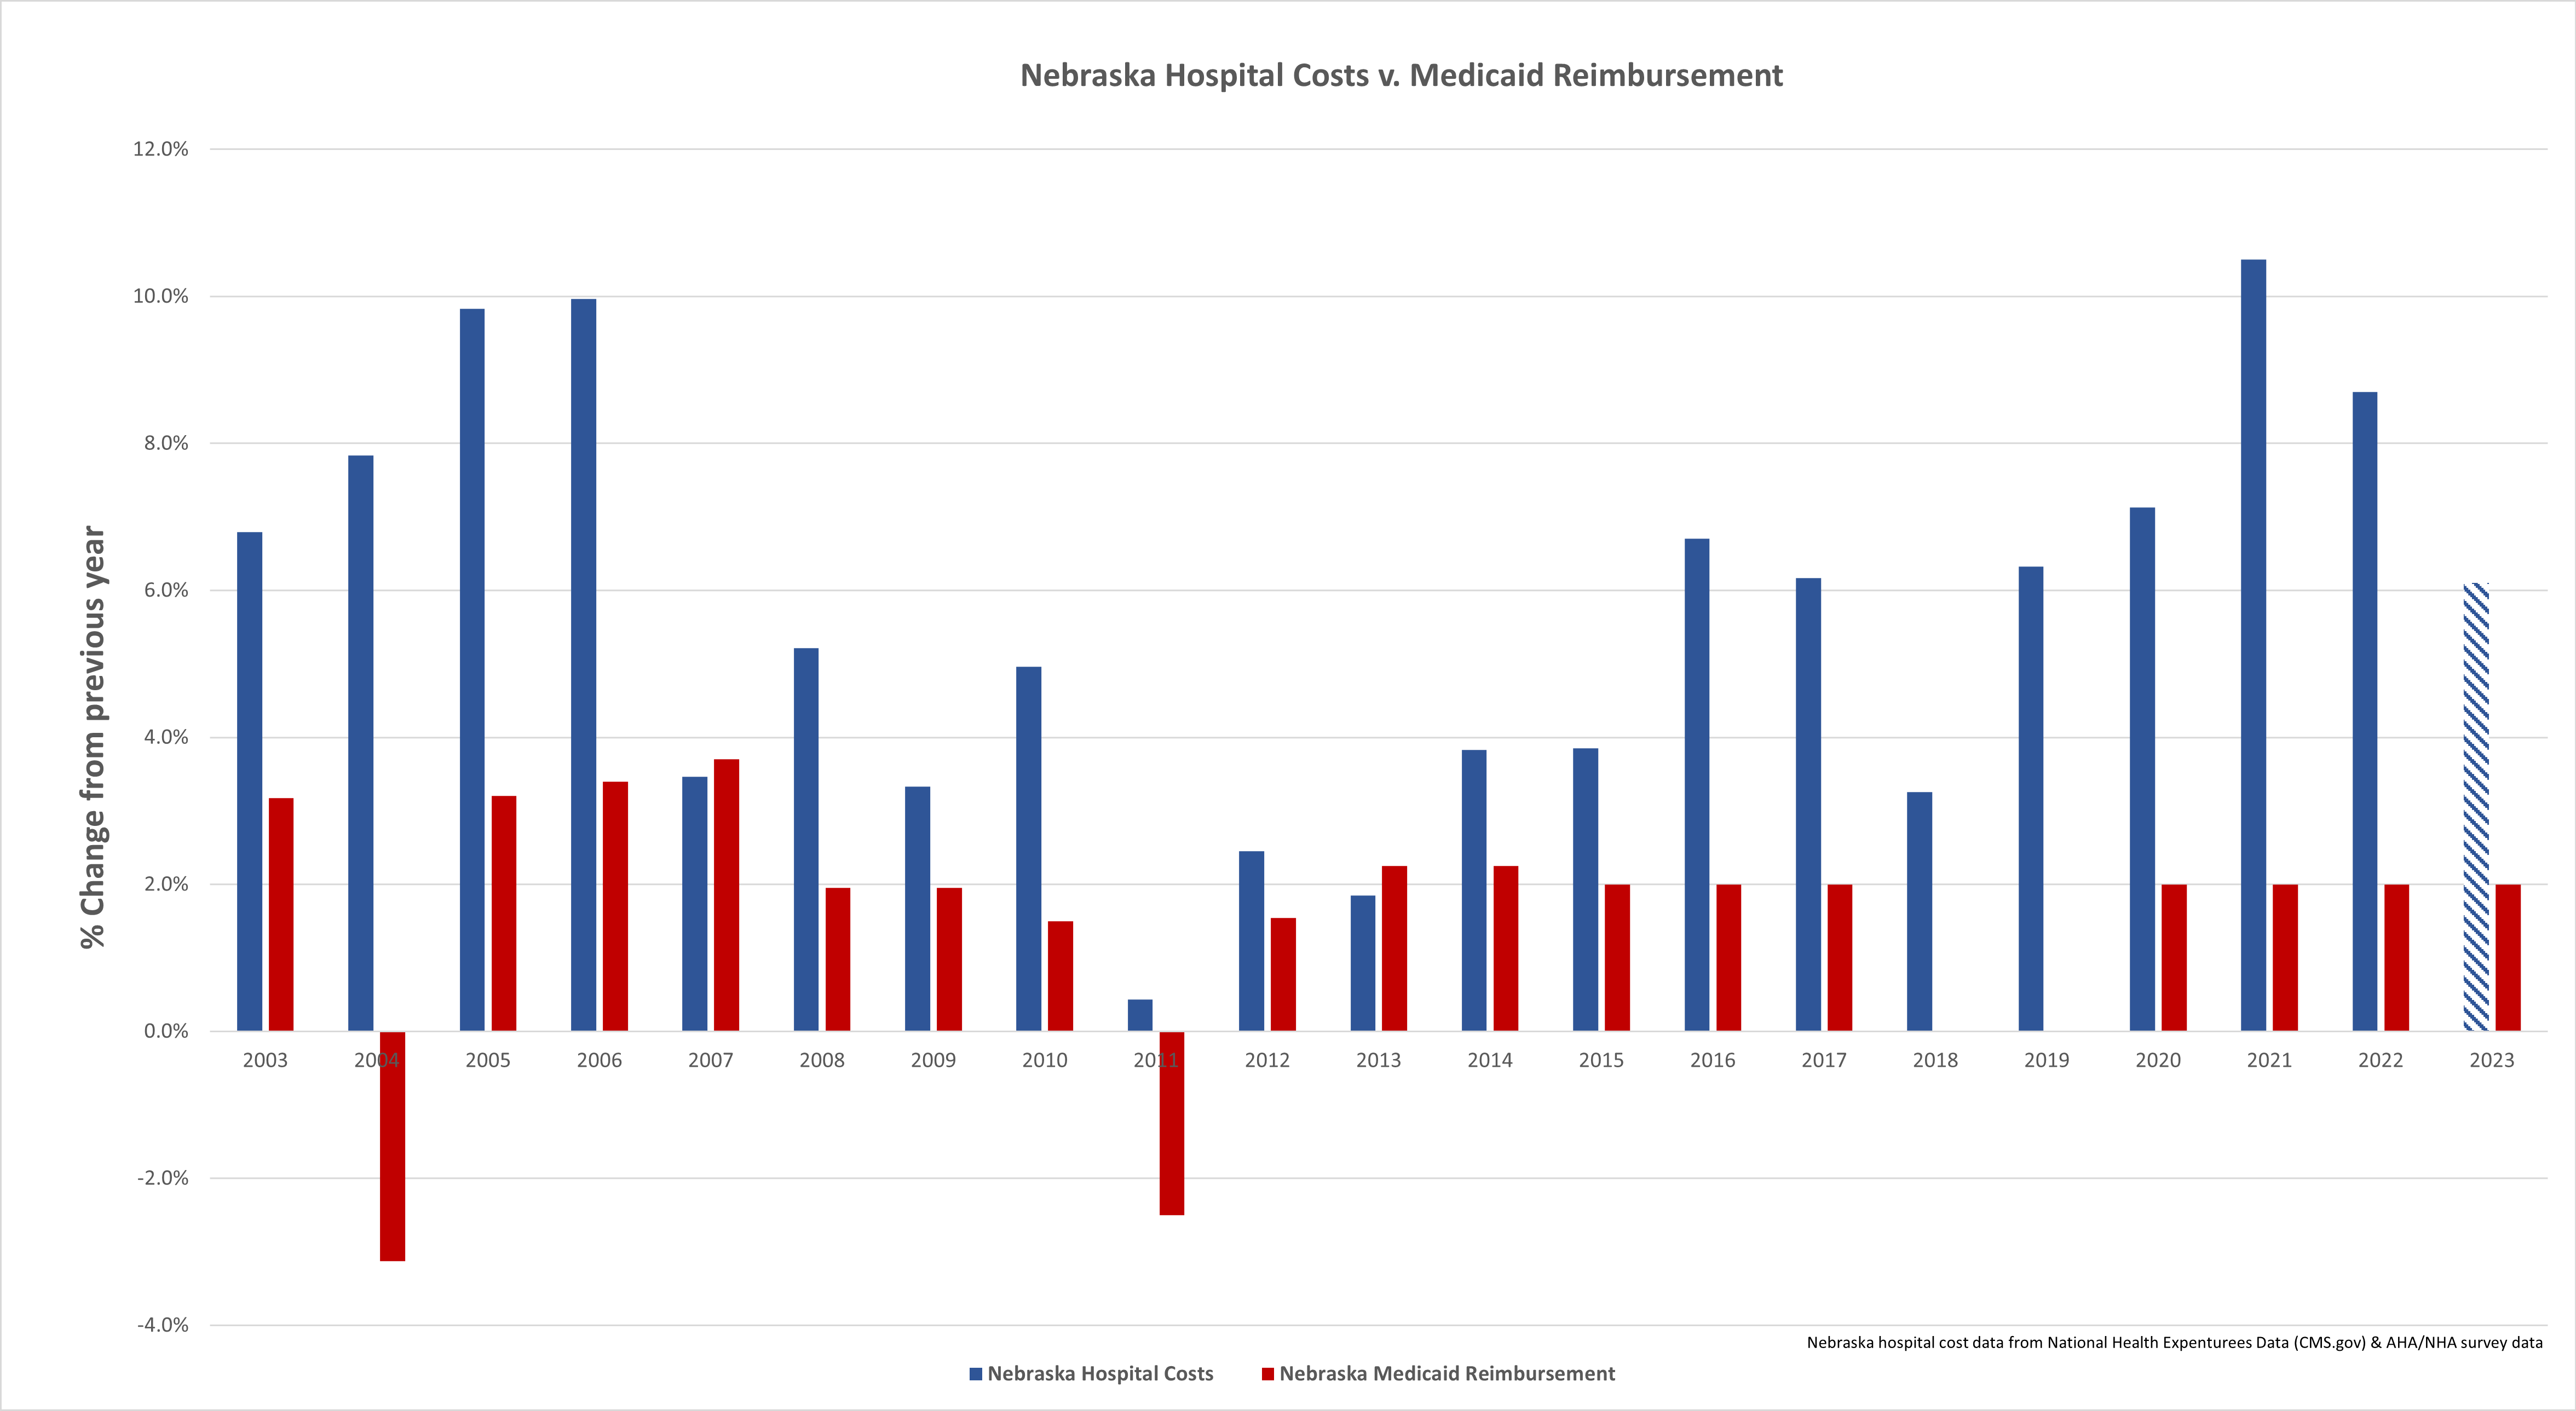 Nebraska Hospital Costs v. Medicaid Reimbursement
12.0%
10.0%
8.0%
6.0%
4.0%
2.0%
0.0%
-2.0%
-4.0%
% Change from previous year
2003 2004 2005 2006 2007 2008 2009 2010 2011 2012 2013 2014 2015 2016 2017 2018 2019 2020 2021 2022 2023
Nebraska hospital cost data from National Health Expenturees Data (CMS.gov) & AHA/NHA survey data
Nebraska Hospital Costs Nebraska Medicaid Reimbursement